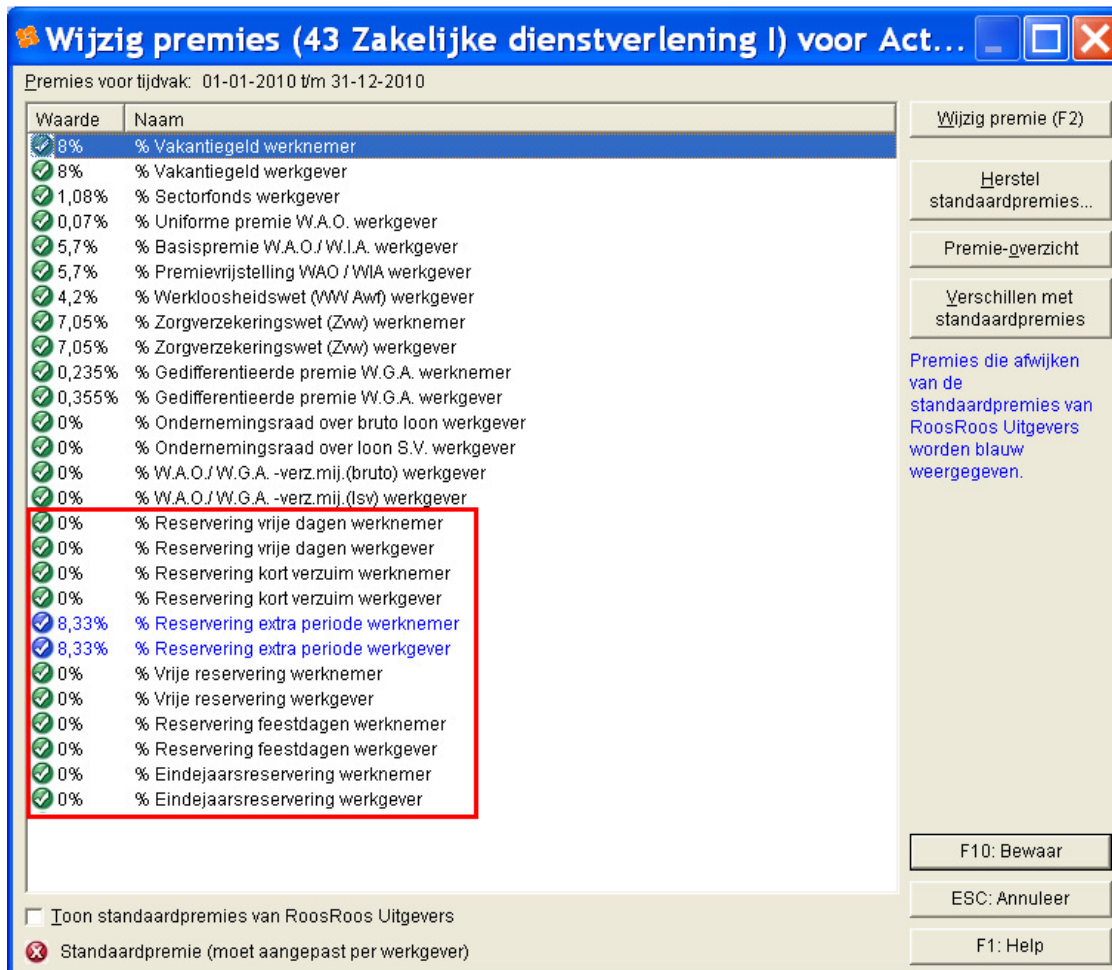 Wijzig premies (43 Zakelijke dienstverlening I) voor Act...
Premies voor tijdvak: 01-01-2010 t/m 31-12-2010
Waarde Naam
8% % Vakantiegeld werknemer
8% % Vakantiegeld werkgever
1,08% % Sectorfonds werkgever
0,07% % Uniforme premie W.A.O. werkgever
5,7% % Basispremie W.A.O./ W.I.A. werkgever
5,7% % Premievrijstelling WAO / WIA werkgever
4,2% % Werkloosheidswet (WW Awf) werkgever
7,05% % Zorgverzekeringswet (Zvw) werknemer
7,05% % Zorgverzekeringswet (Zvw) werkgever
0,235% % Gedifferentieerde premie W.G.A. werknemer
0,355% % Gedifferentieerde premie W.G.A. werkgever
0% % Ondernemingsraad over bruto loon werkgever
0% % Ondernemingsraad over loon S.V. werkgever
0% % W.A.O./ W.G.A. -verz.mij.(bruto) werkgever
0% % W.A.O./ W.G.A. -verz.mij.(lsv) werkgever
0% % Reservering vrije dagen werknemer
0% % Reservering vrije dagen werkgever
0% % Reservering kort verzuim werknemer
0% % Reservering kort verzuim werkgever
8,33% % Reservering extra periode werknemer
8,33% % Reservering extra periode werkgever
0% % Vrije reservering werknemer
0% % Vrije reservering werkgever
0% % Reservering feestdagen werknemer
0% % Reservering feestdagen werkgever
0% % Eindejaarsreservering werknemer
0% % Eindejaarsreservering werkgever
Toon standaardpremies van RoosRoos Uitgevers
Standaardpremie (moet aangepast per werkgever)
Wijzig premie (F2)
Herstel
standaardpremies...
Premie-overzicht
Verschillen met
standaardpremies
Premies die afwijken
van de
standaardpremies van
RoosRoos Uitgevers
worden blauw
weergegeven.
F10: Bewaar
ESC: Annuleer
F1: Help